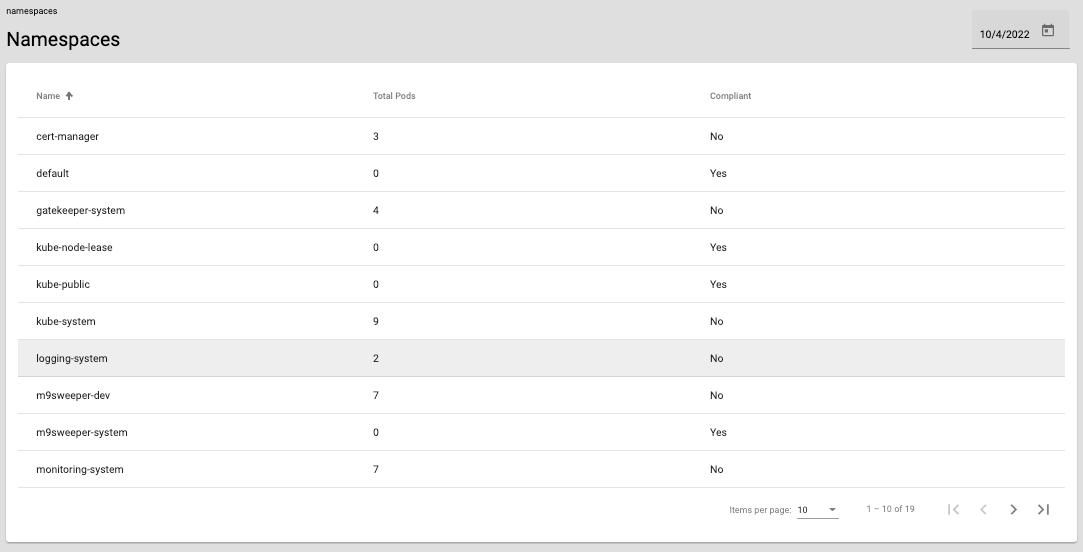 namespaces
Namespaces
10/4/2022
Name Total Pods Compliant
cert-manager 3 No
default 0 Yes
gatekeeper-system 4 No
kube-node-lease 0 Yes
kube-public 0 Yes
kube-system 9 No
logging-system 2 No
m9sweeper-dev 7 No
m9sweeper-system 0 Yes
monitoring-system 7 No
Items per page: 10 1 – 10 of 19